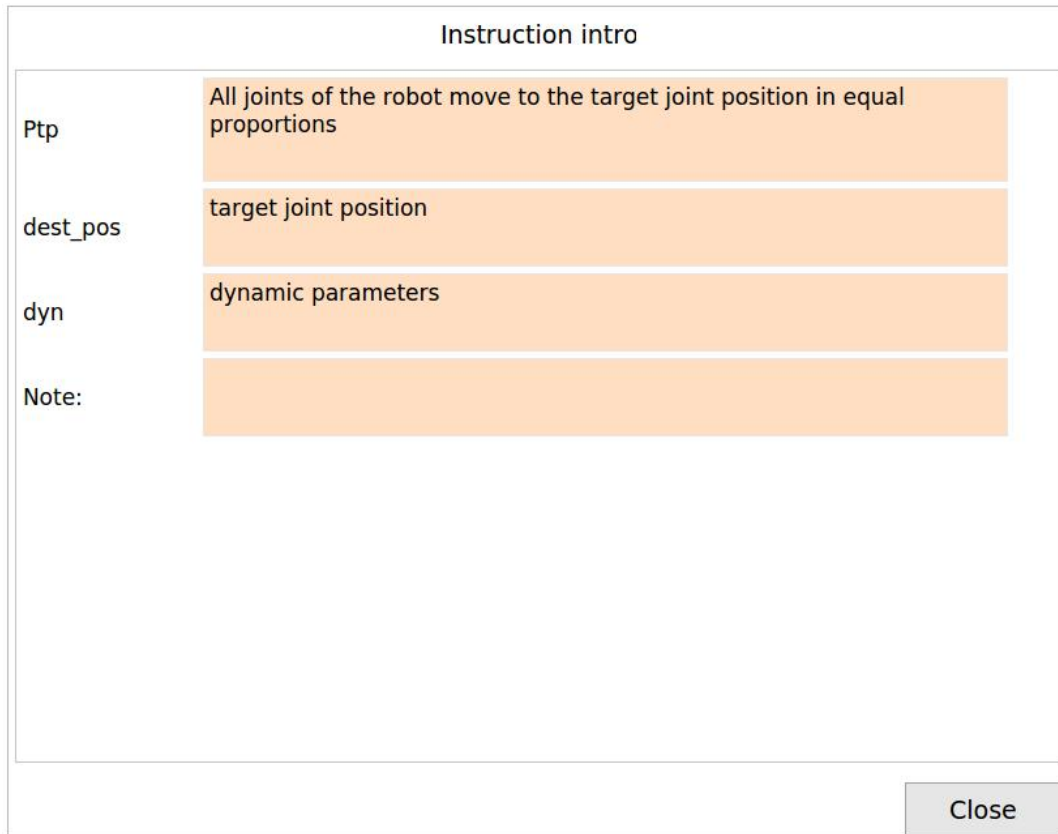 Instruction intro
Ptp
All joints of the robot move to the target joint position in equal
proportions
dest_pos
target joint position
dyn
dynamic parameters
Note:
Close